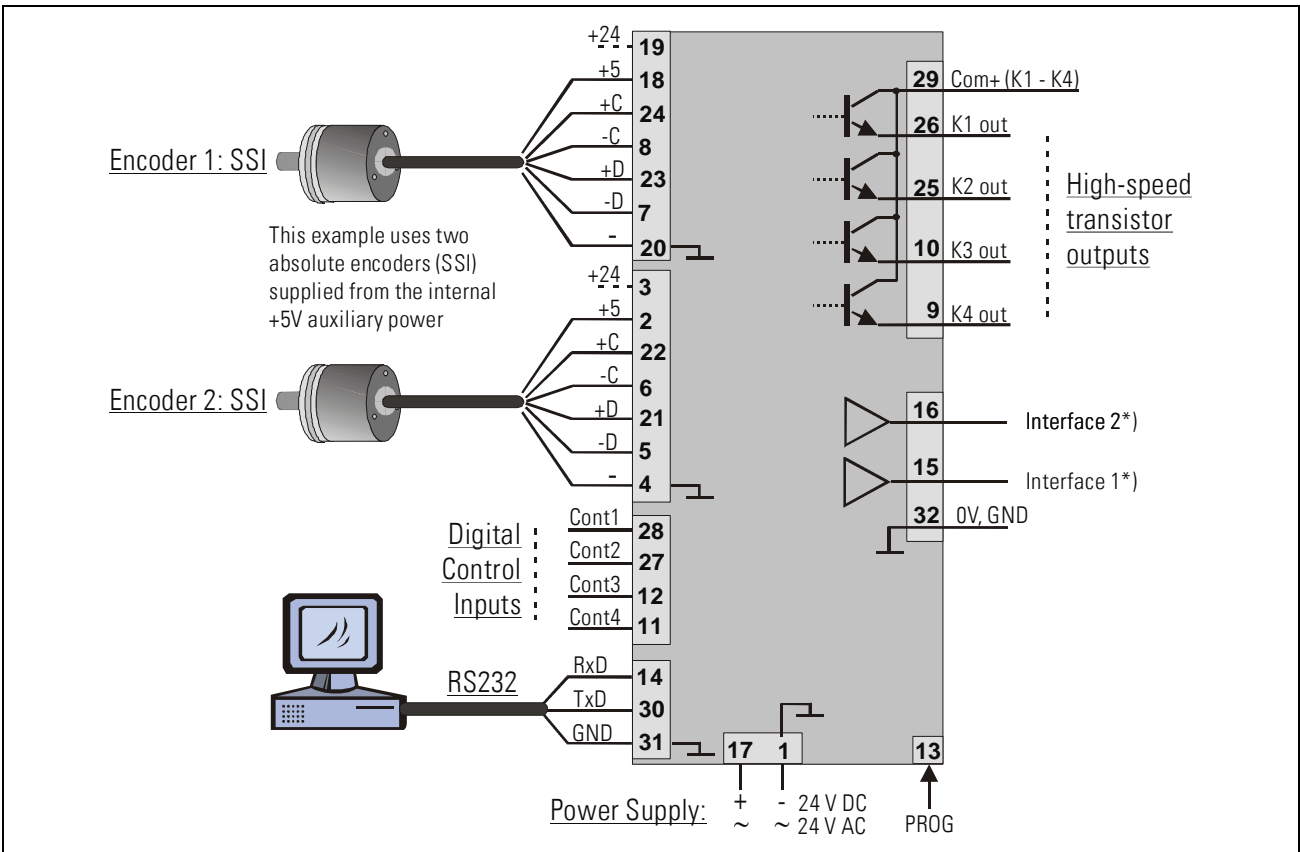 +24 19
+5 18
+C 24
-C 8
+D 23
-D 7
- 20
Encoder 1: SSI
This example uses two
absolute encoders (SSI)
supplied from the internal
+5V auxiliary power
+24 3
+5 2
+C 22
-C 6
+D 21
-D 5
- 4
Encoder 2: SSI
Digital
Control
Inputs
Cont1 28
Cont2 27
Cont3 12
Cont4 11
RS232
RxD 14
TxD 30
GND 31
29 Com+ (K1 - K4)
26 K1 out
25 K2 out
10 K3 out
9 K4 out
High-speed
transistor
outputs
16 Interface 2*)
15 Interface 1*)
32 0V, GND
17 1
13
Power Supply:
+ - 24 V DC
~ ~ 24 V AC
PROG